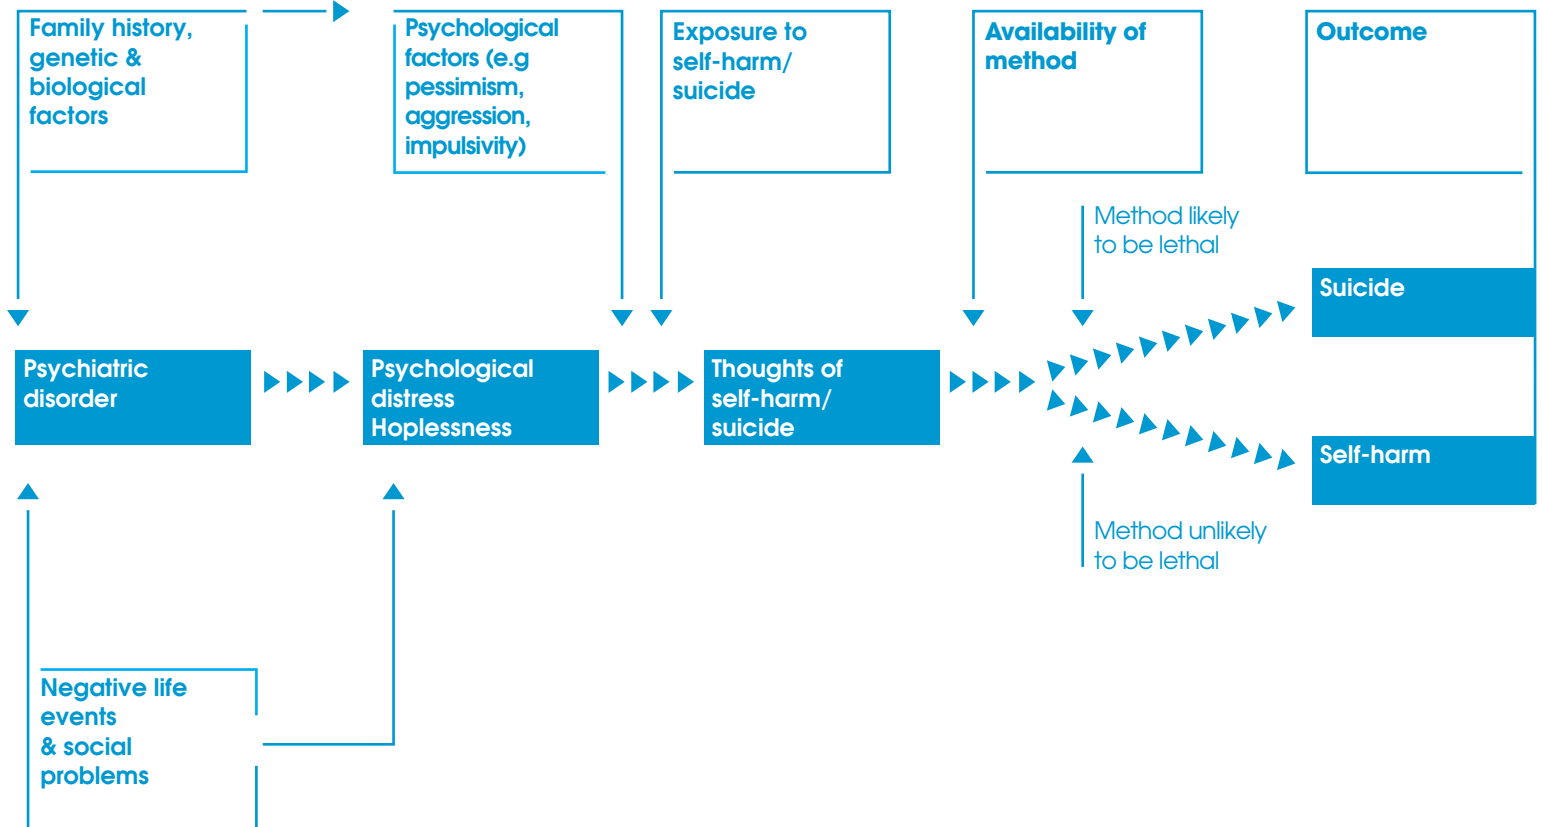 Family history,
genetic &
biological
factors
Psychological
factors (e.g
pessimism,
aggression,
impulsivity)
Exposure to
self-harm/
suicide
Availability of
method
Outcome
Method likely
to be lethal
Suicide
Psychiatric
disorder
Psychological
distress
Hoplessness
Thoughts of
self-harm/
suicide
Self-harm
Method unlikely
to be lethal
Negative life
events
& social
problems